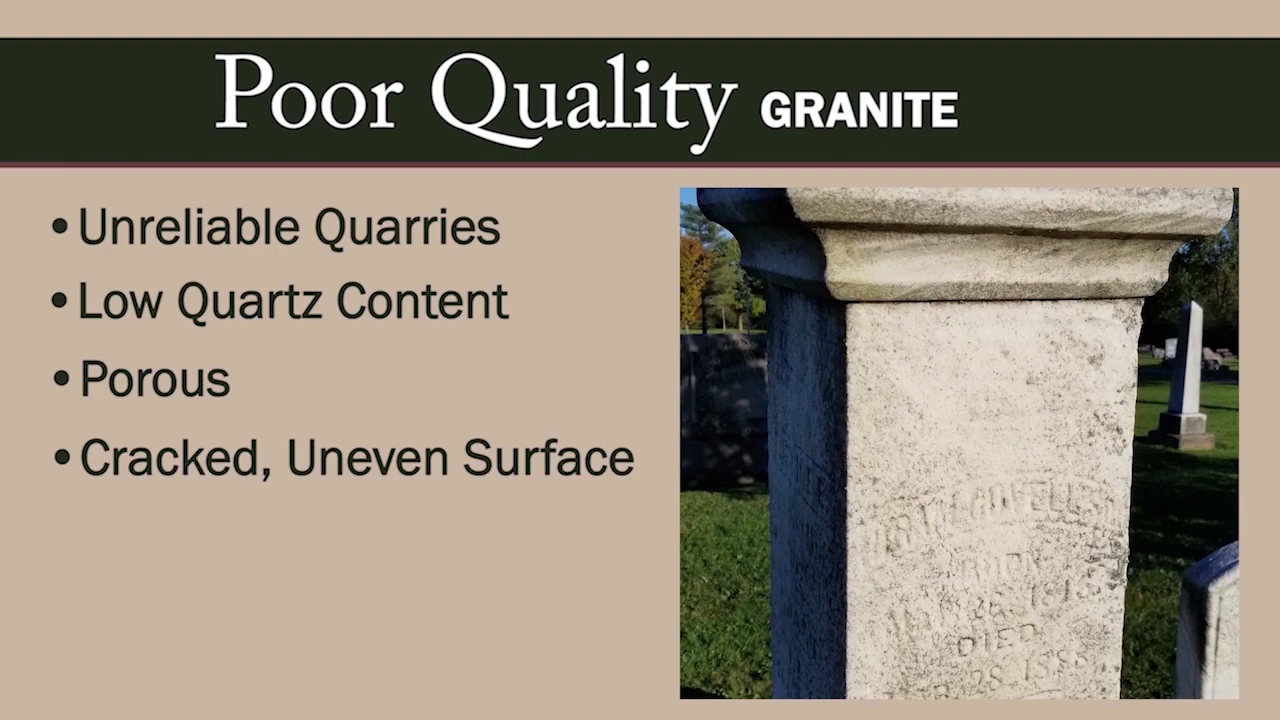 Poor Quality GRANITE
• Unreliable Quarries
• Low Quartz Content
• Porous
• Cracked, Uneven Surface
DIED